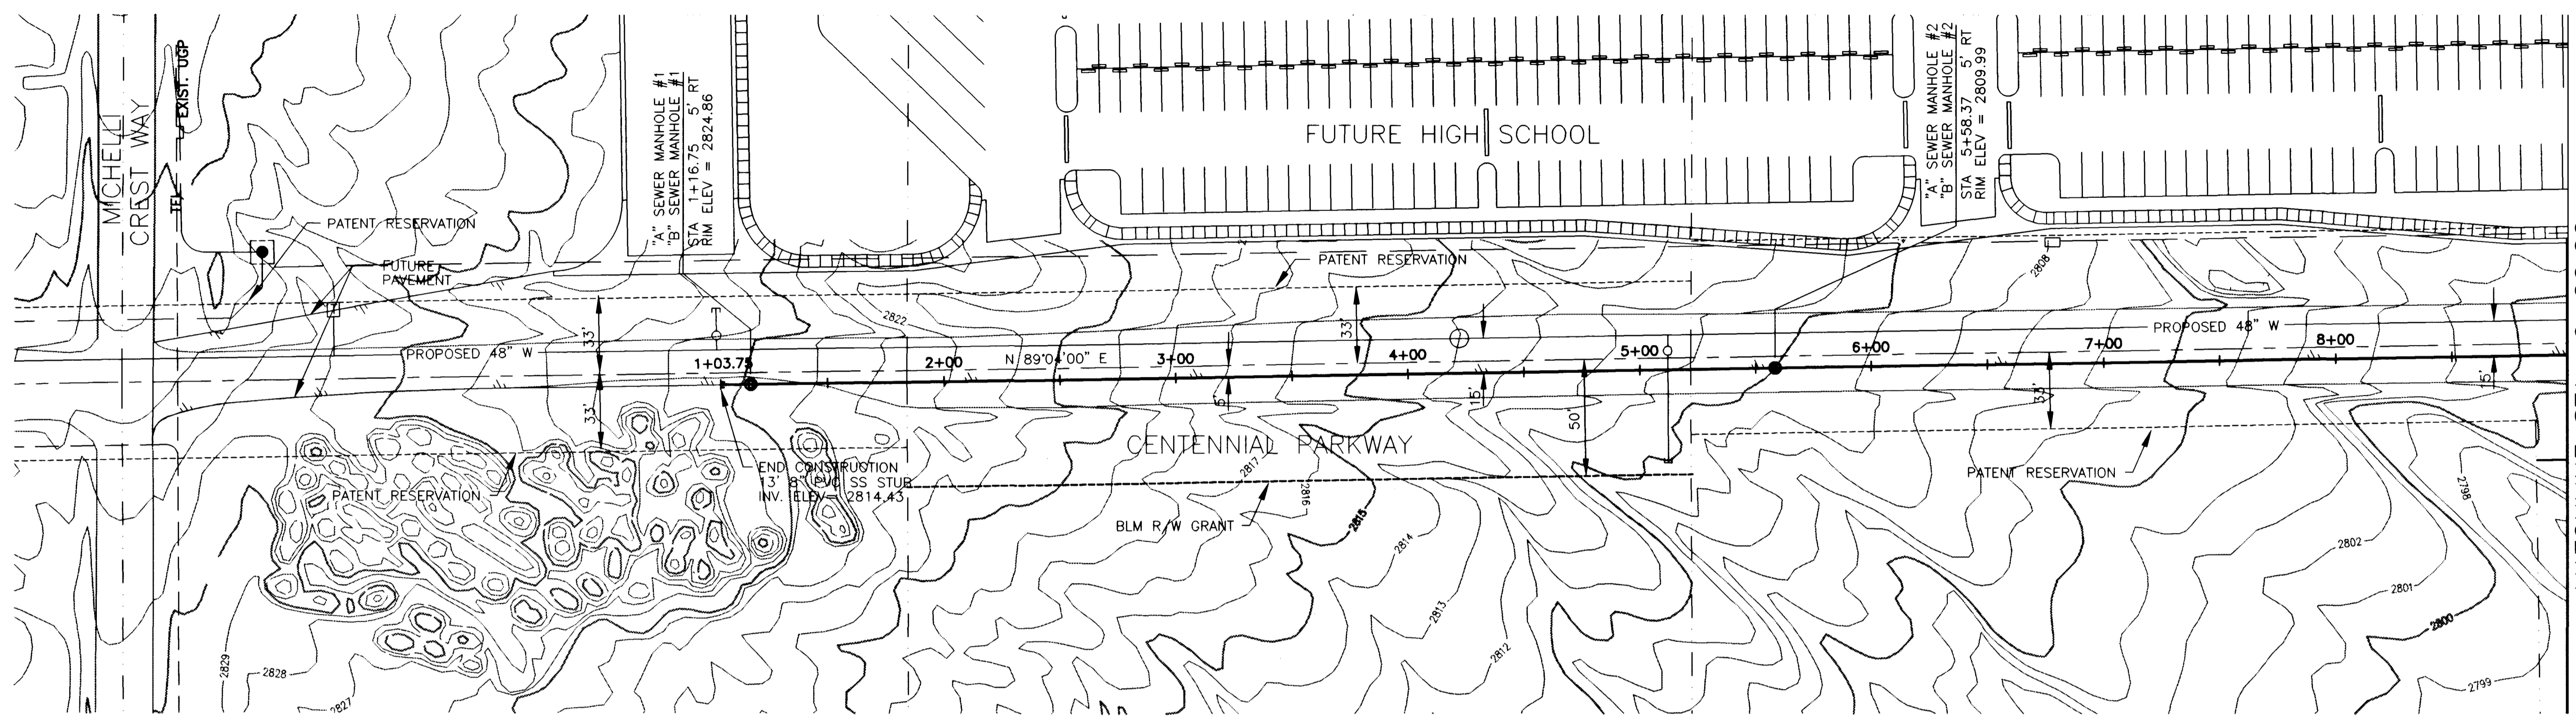 MICHELLI
CREST WAY
EXIST. UGP
TEL
PATENT RESERVATION
FUTURE
PAVEMENT
"A" SEWER MANHOLE #1
"B" SEWER MANHOLE #1
STA 1+16.75 5' RT
RIM ELEV = 2824.86
FUTURE HIGH SCHOOL
"A" SEWER MANHOLE #2
"B" SEWER MANHOLE #2
STA 5+58.37 5' RT
RIM ELEV = 2809.99
PATENT RESERVATION
2808
2822
33'
33'
PROPOSED 48" W
PROPOSED 48" W
1+03.75
2+00
N 89°04'00" E
3+00
4+00
5+00
6+00
7+00
8+00
33'
5'
15'
50'
33'
15'
CENTENNIAL PARKWAY
END CONSTRUCTION
13' 8" PVC SS STUB
INV. ELEV= 2814.43
PATENT RESERVATION
PATENT RESERVATION
BLM R/W GRANT
2817
2816
2815
2814
2813
2812
2798
2802
2801
2800
2799
2829
2828
2827